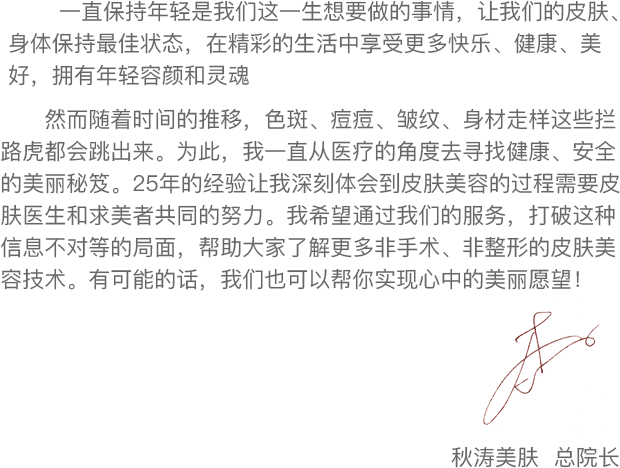 一直保持年轻是我们这一生想要做的事情，让我们的皮肤、
身体保持最佳状态，在精彩的生活中享受更多快乐、健康、美
好，拥有年轻容颜和灵魂
然而随着时间的推移，色斑、痘痘、皱纹、身材走样这些拦
路虎都会跳出来。为此，我一直从医疗的角度去寻找健康、安全
的美丽秘笈。25年的经验让我深刻体会到皮肤美容的过程需要皮
肤医生和求美者共同的努力。我希望通过我们的服务，打破这种
信息不对等的局面，帮助大家了解更多非手术、非整形的皮肤美
容技术。有可能的话，我们也可以帮你实现心中的美丽愿望！
秋涛美肤 总院长